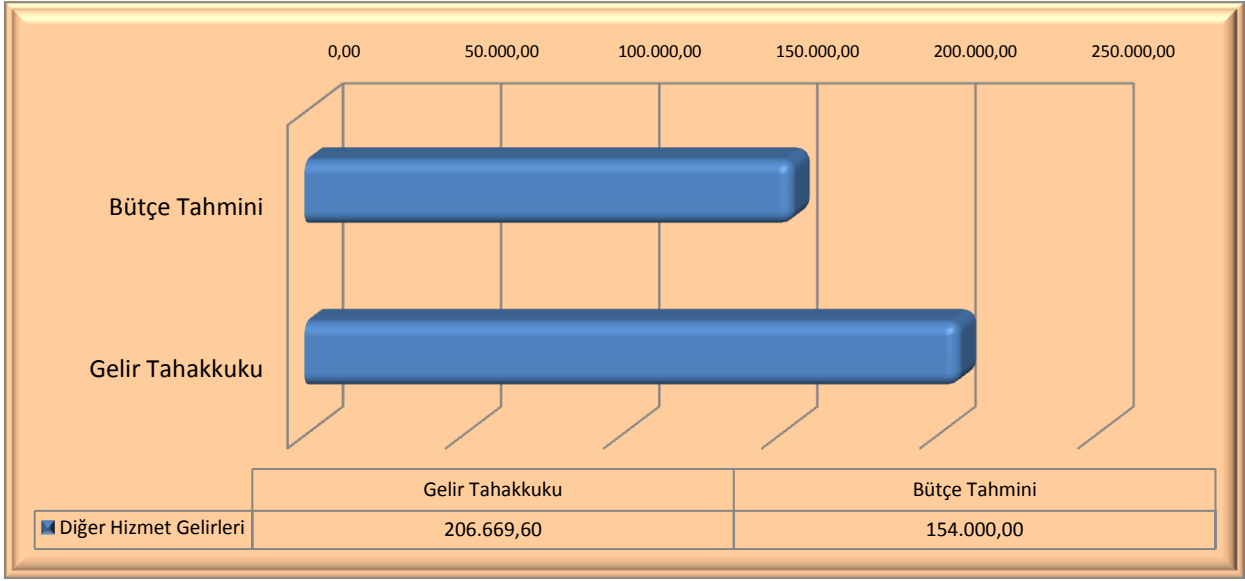 0,00 50.000,00 100.000,00 150.000,00 200.000,00 250.000,00
Bütçe Tahmini
Gelir Tahakkuku
Gelir Tahakkuku Bütçe Tahmini
Diğer Hizmet Gelirleri 206.669,60 154.000,00